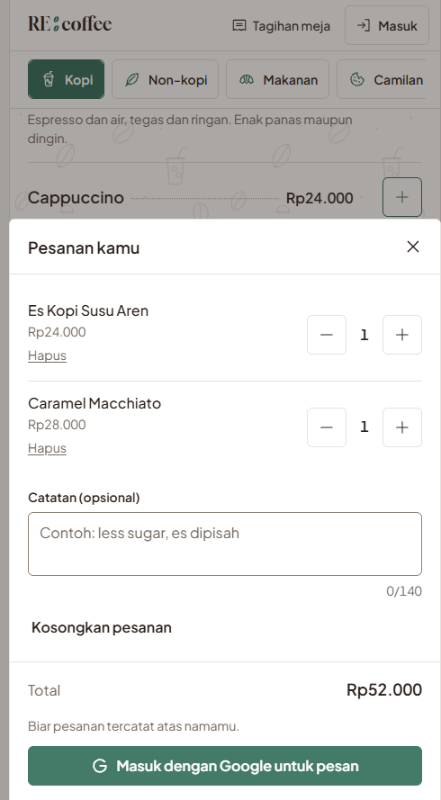 RE coffee
Tagihan meja
Masuk
Kopi
Non-kopi
Makanan
Camilan
Espresso dan air, tegas dan ringan. Enak panas maupun
dingin.
Cappuccino
Rp24.000
Pesanan kamu
Es Kopi Susu Aren
Rp24.000
Hapus
1
Caramel Macchiato
Rp28.000
Hapus
1
Catatan (opsional)
Contoh: less sugar, es dipisah
0/140
Kosongkan pesanan
Total
Rp52.000
Biar pesanan tercatat atas namamu.
G Masuk dengan Google untuk pesan